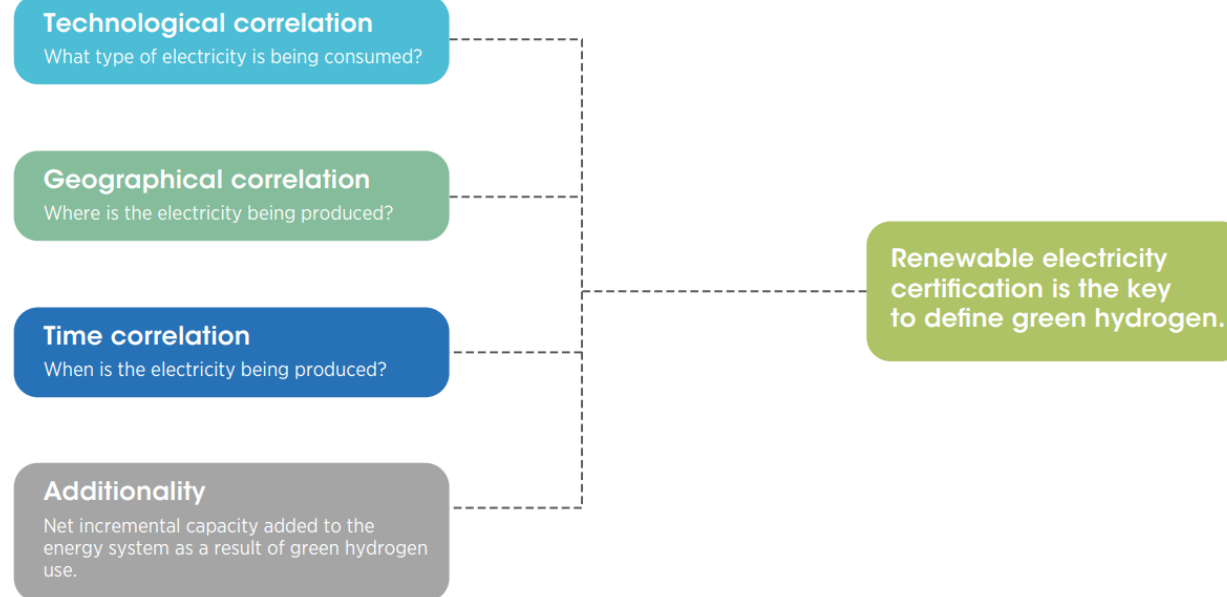 Technological correlation
What type of electricity is being consumed?
Geographical correlation
Where is the electricity being produced?
Time correlation
When is the electricity being produced?
Additionality
Net incremental capacity added to the
energy system as a result of green hydrogen
use.
Renewable electricity
certification is the key
to define green hydrogen.